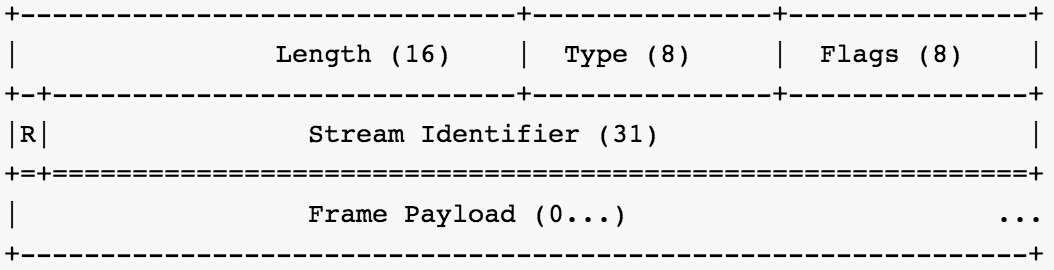 +-------------------------------+---------------+---------------+
|                Length (16)    |  Type (8)     |  Flags (8)    |
+-+-----------------------------+---------------+---------------+
|R|                Stream Identifier (31)                       |
+=+=============================================================+
|                  Frame Payload (0...)                       ...
+---------------------------------------------------------------+